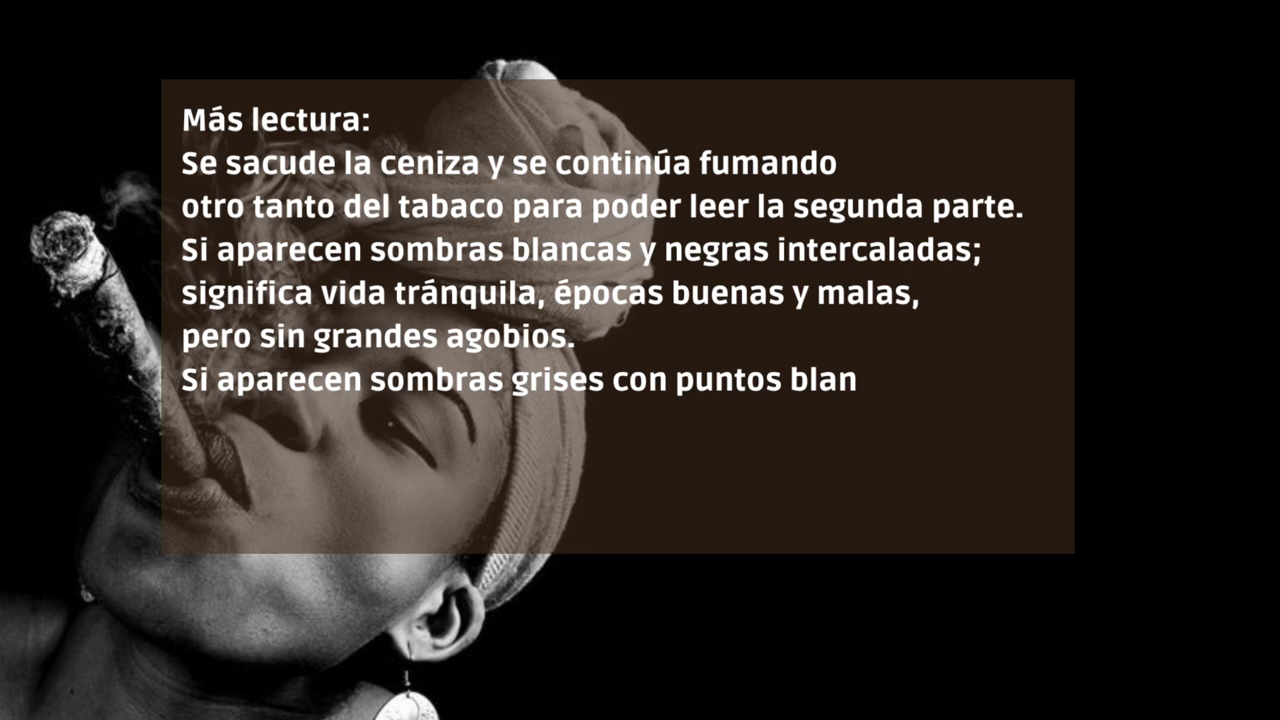 Más lectura:
Se sacude la ceniza y se continúa fumando
otro tanto del tabaco para poder leer la segunda parte.
Si aparecen sombras blancas y negras intercaladas;
significa vida tránquila, épocas buenas y malas,
pero sin grandes agobios.
Si aparecen sombras grises con puntos blan